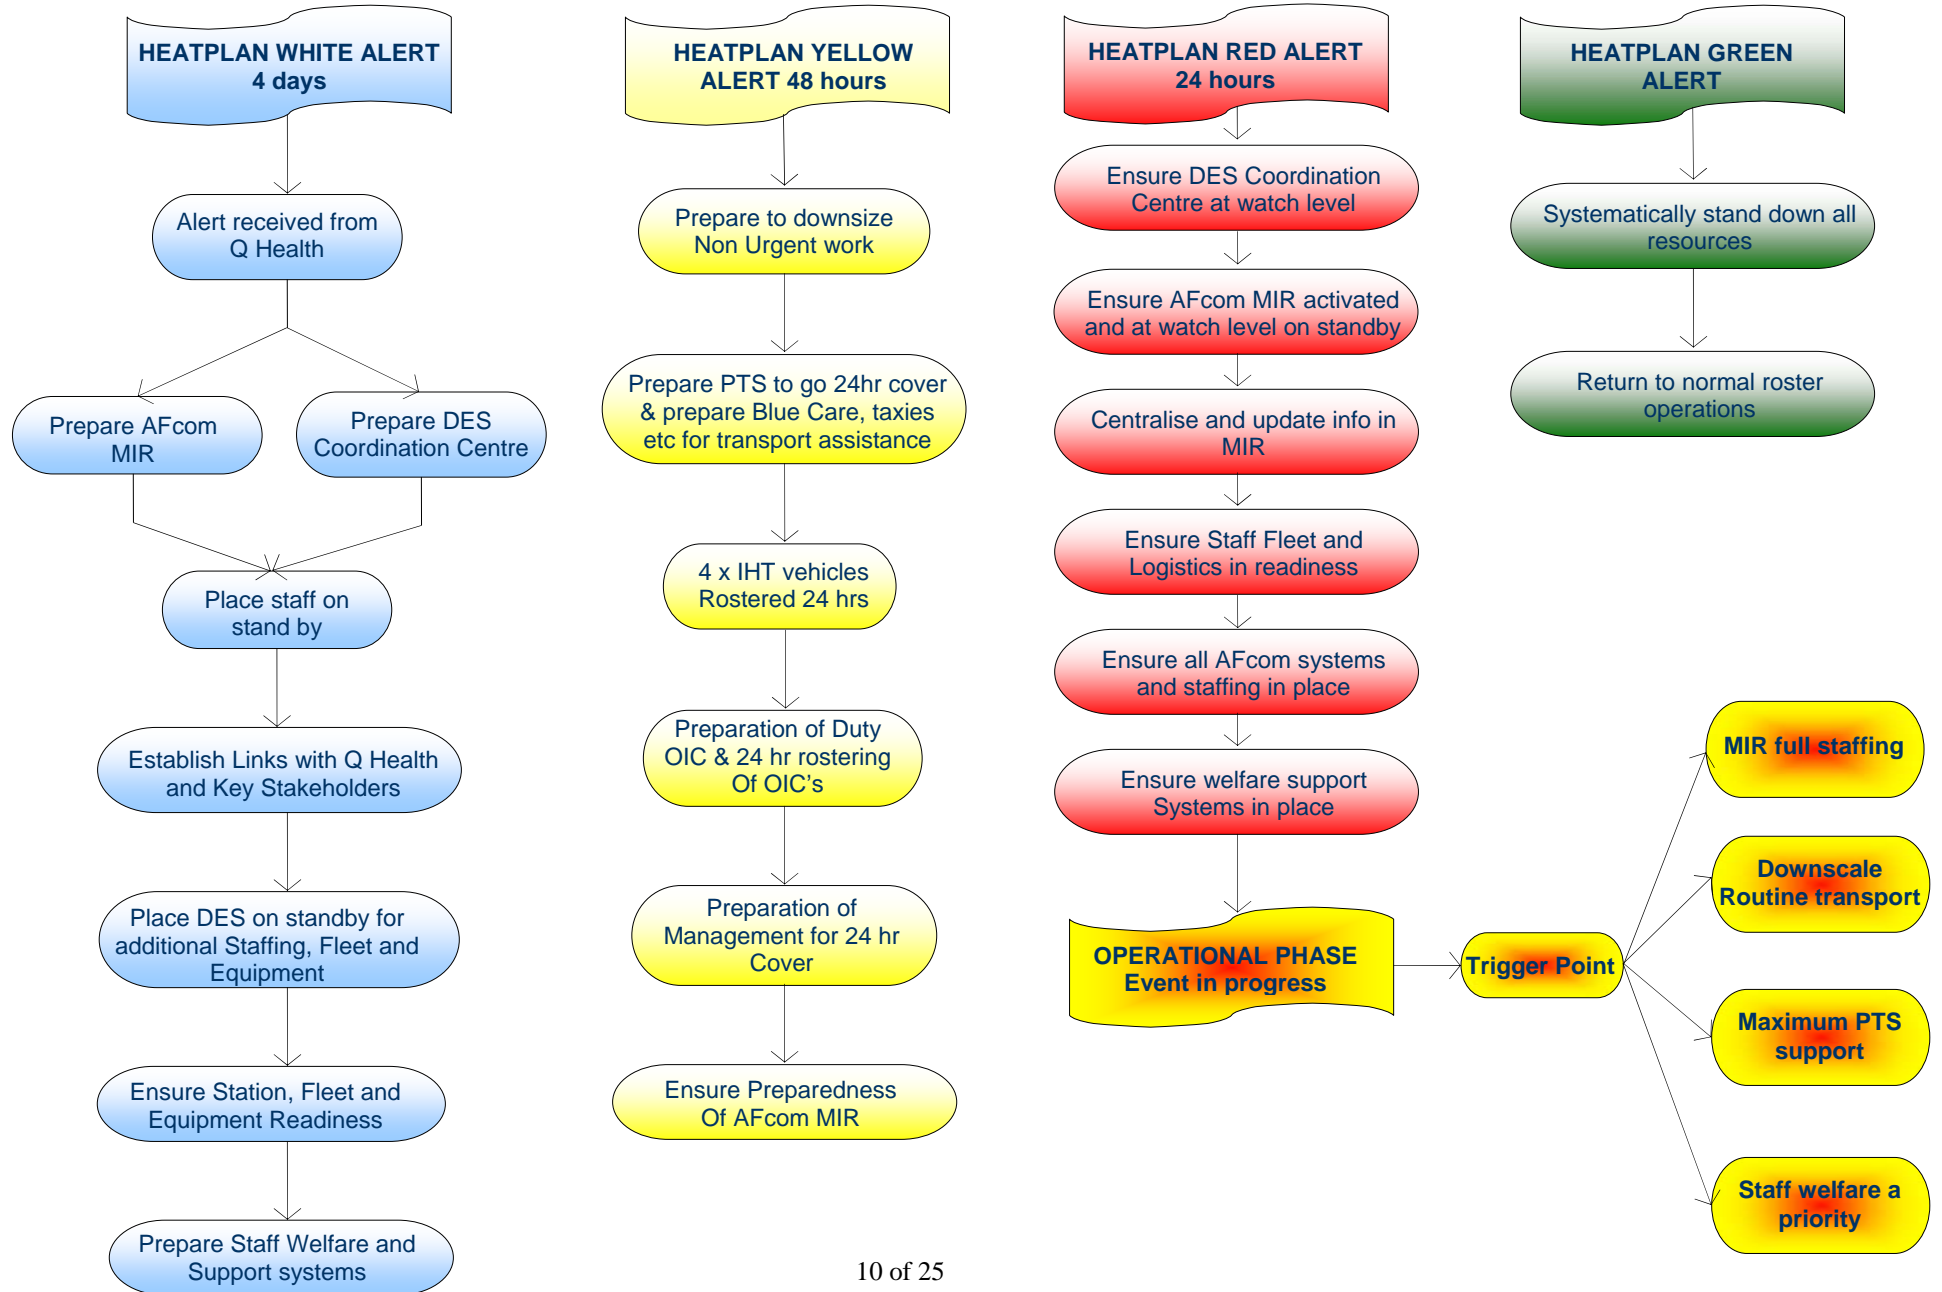 HEATPLAN WHITE ALERT
4 days
Alert received from
Q Health
Prepare AFcom
MIR
Prepare DES
Coordination Centre
Place staff on
stand by
Establish Links with Q Health
and Key Stakeholders
Place DES on standby for
additional Staffing, Fleet and
Equipment
Ensure Station, Fleet and
Equipment Readiness
Prepare Staff Welfare and
Support systems
HEATPLAN YELLOW
ALERT 48 hours
Prepare to downsize
Non Urgent work
Prepare PTS to go 24hr cover
& prepare Blue Care, taxies
etc for transport assistance
4 x IHT vehicles
Rostered 24 hrs
Preparation of Duty
OIC & 24 hr rostering
Of OIC's
Preparation of
Management for 24 hr
Cover
Ensure Preparedness
Of AFcom MIR
HEATPLAN RED ALERT
24 hours
Ensure DES Coordination
Centre at watch level
Ensure AFcom MIR activated
and at watch level on standby
Centralise and update info in
MIR
Ensure Staff Fleet and
Logistics in readiness
Ensure all AFcom systems
and staffing in place
Ensure welfare support
Systems in place
OPERATIONAL PHASE
Event in progress
Trigger Point
MIR full staffing
Downscale
Routine transport
Maximum PTS
support
Staff welfare a
priority
HEATPLAN GREEN
ALERT
Systematically stand down all
resources
Return to normal roster
operations
10 of 25